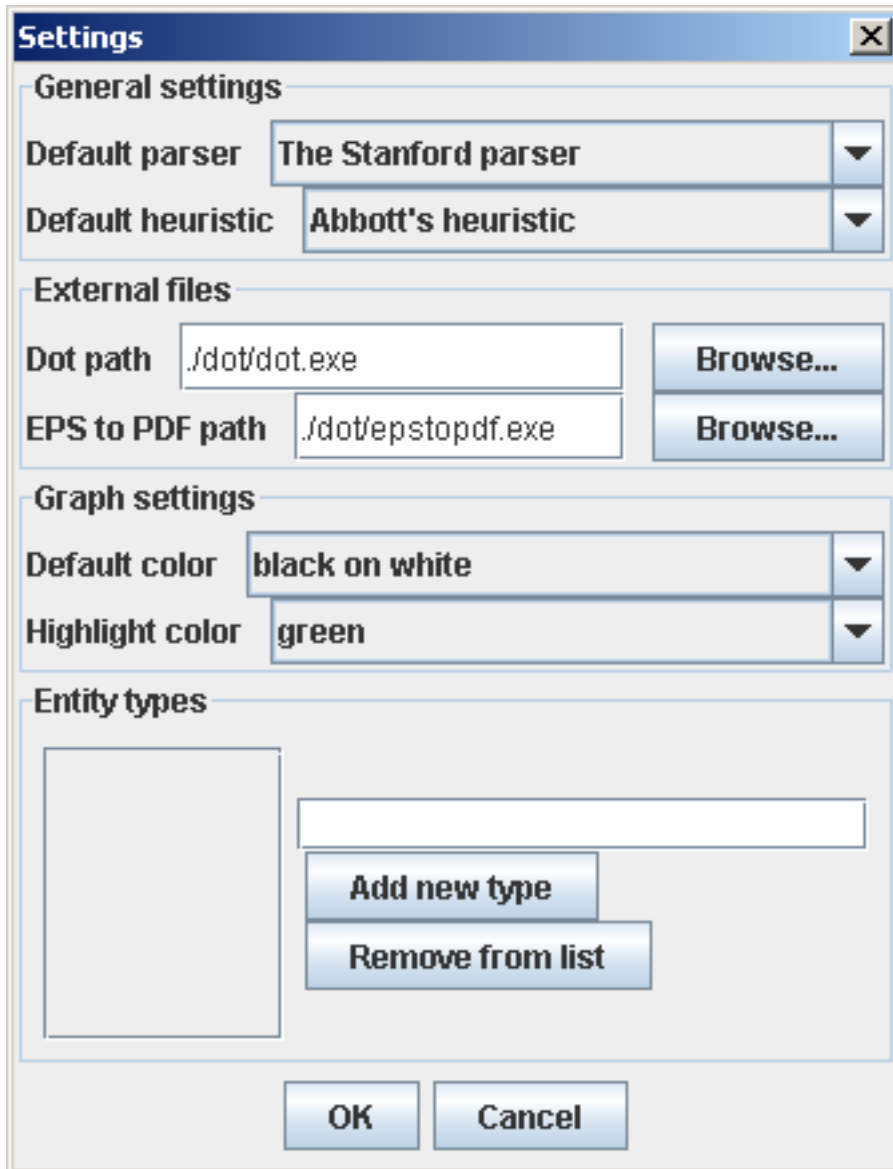 Settings
General settings
Default parser The Stanford parser
Default heuristic Abbott's heuristic
External files
Dot path ./dot/dot.exe Browse...
EPS to PDF path ./dot/epstopdf.exe Browse...
Graph settings
Default color black on white
Highlight color green
Entity types
Add new type
Remove from list
OK Cancel